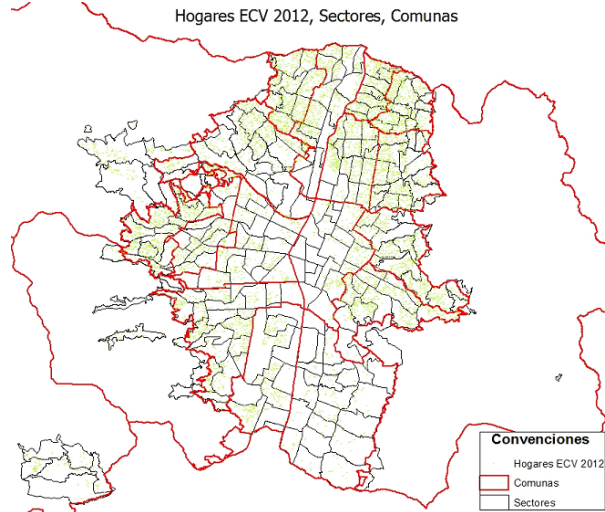 Hogares ECV 2012, Sectores, Comunas
Convenciones
Hogares ECV 2012
Comunas
Sectores